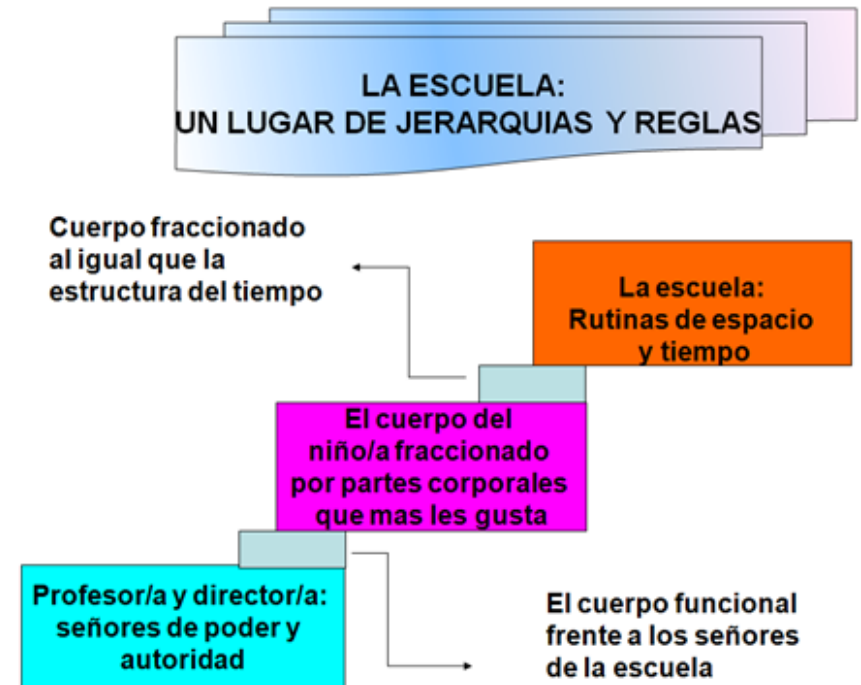 LA ESCUELA:
UN LUGAR DE JERARQUIAS Y REGLAS
Cuerpo fraccionado
al igual que la
estructura del tiempo
La escuela:
Rutinas de espacio
y tiempo
El cuerpo del
niño/a fraccionado
por partes corporales
que mas les gusta
Profesor/a y director/a:
señores de poder y
autoridad
El cuerpo funcional
frente a los señores
de la escuela